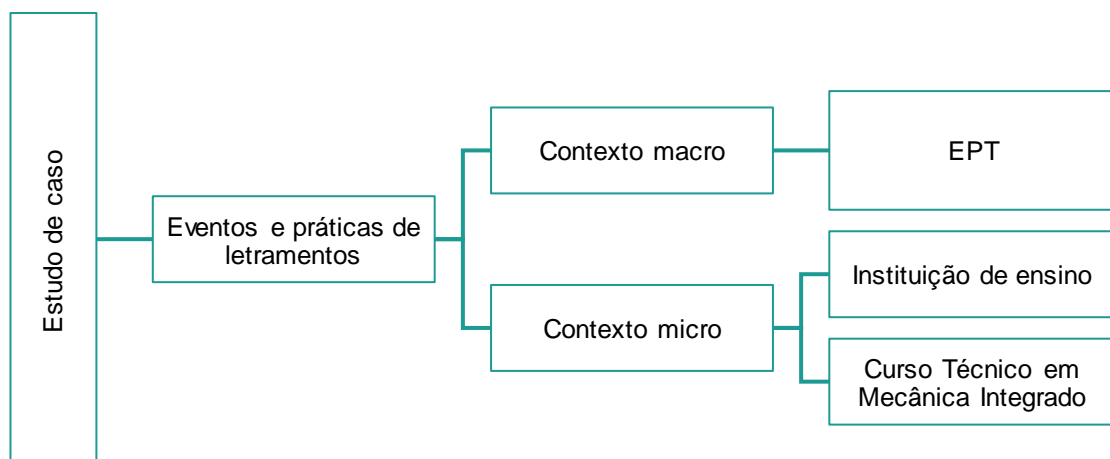 Estudo de caso
Eventos e práticas de
letramentos
Contexto macro
EPT
Contexto micro
Instituição de ensino
Curso Técnico em
Mecânica Integrado